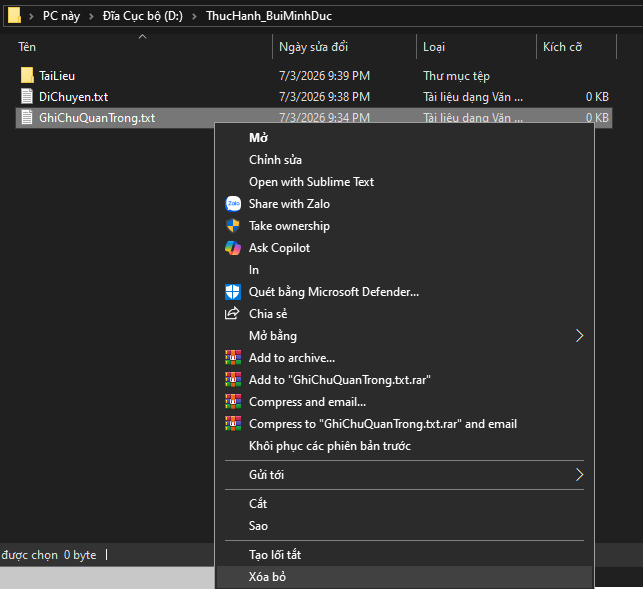 PC này > Đĩa Cục bộ (D:) > ThucHanh_BuiMinhDuc
Tên Ngày sửa đổi Loại Kích cỡ
TaiLieu 7/3/2026 9:39 PM Thư mục tệp
DiChuyen.txt 7/3/2026 9:38 PM Tài liệu dạng Văn ... 0 KB
GhiChuQuanTrong.txt 7/3/2026 9:34 PM Tài liệu dạng Văn ... 0 KB
Mở
Chỉnh sửa
Open with Sublime Text
Zalo Share with Zalo
Take ownership
Ask Copilot
In
Quét bằng Microsoft Defender...
Chia sẻ
Mở bằng
Add to archive...
Add to "GhiChuQuanTrong.txt.rar"
Compress and email...
Compress to "GhiChuQuanTrong.txt.rar" and email
Khôi phục các phiên bản trước
Gửi tới
Cắt
Sao
được chọn 0 byte
Tạo lối tắt
Xóa bỏ